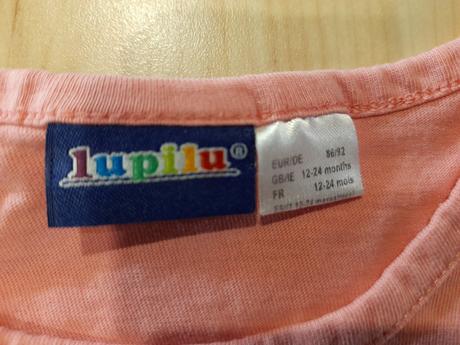 lupilu®
EUR/DE 86/92
GB/IE 12-24 months
FR 12-24 mois